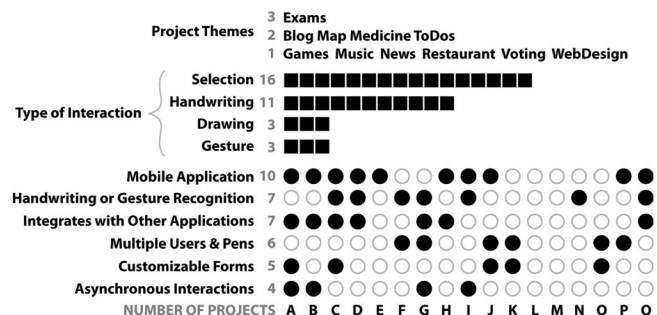 3 Exams
Project Themes 2 Blog Map Medicine ToDos
1 Games Music News Restaurant Voting WebDesign
Selection 16
Type of Interaction Handwriting 11
Drawing 3
Gesture 3
Mobile Application 10
Handwriting or Gesture Recognition 7
Integrates with Other Applications 7
Multiple Users & Pens 6
Customizable Forms 5
Asynchronous Interactions 4
NUMBER OF PROJECTS A B C D E F G H I J K L M N O P Q